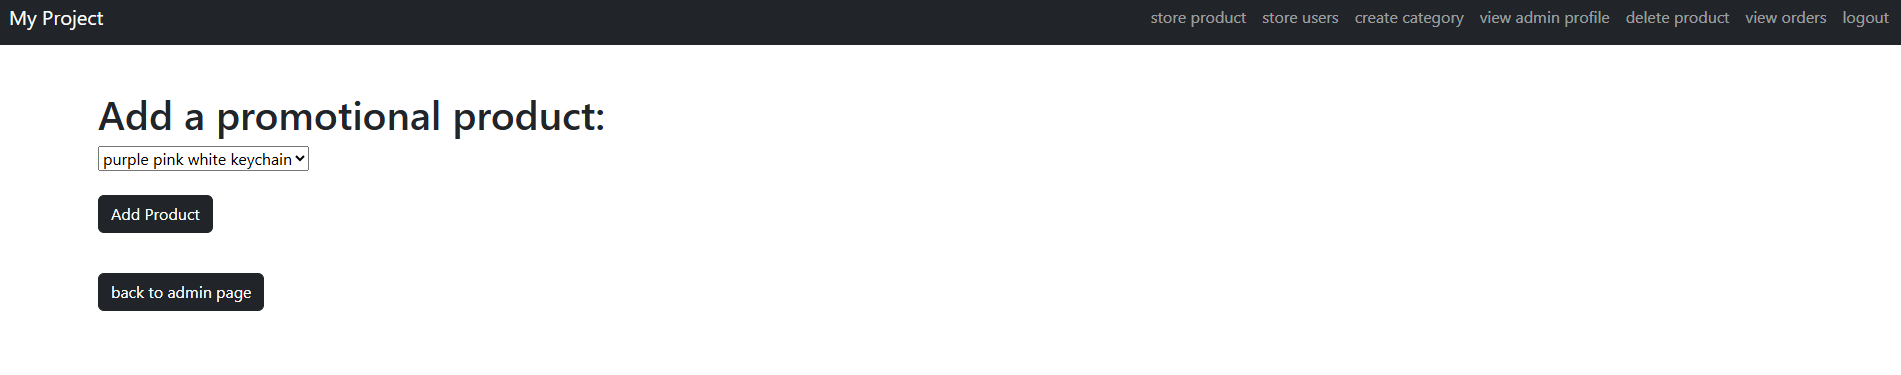 My Project store product store users create category view admin profile delete product view orders logout
Add a promotional product:
purple pink white keychain
Add Product
back to admin page